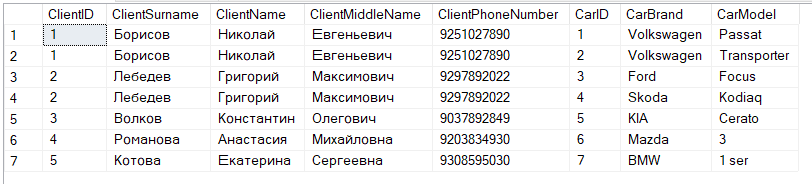 ClientID ClientSurname ClientName ClientMiddleName ClientPhoneNumber CarID CarBrand CarModel
1 1 Борисов Николай Евгеньевич 9251027890 1 Volkswagen Passat
2 1 Борисов Николай Евгеньевич 9251027890 2 Volkswagen Transporter
3 2 Лебедев Григорий Максимович 9297892022 3 Ford Focus
4 2 Лебедев Григорий Максимович 9297892022 4 Skoda Kodiaq
5 3 Волков Константин Олегович 9037892849 5 KIA Cerato
6 4 Романова Анастасия Михайловна 9203834930 6 Mazda 3
7 5 Котова Екатерина Сергеевна 9308595030 7 BMW 1 ser